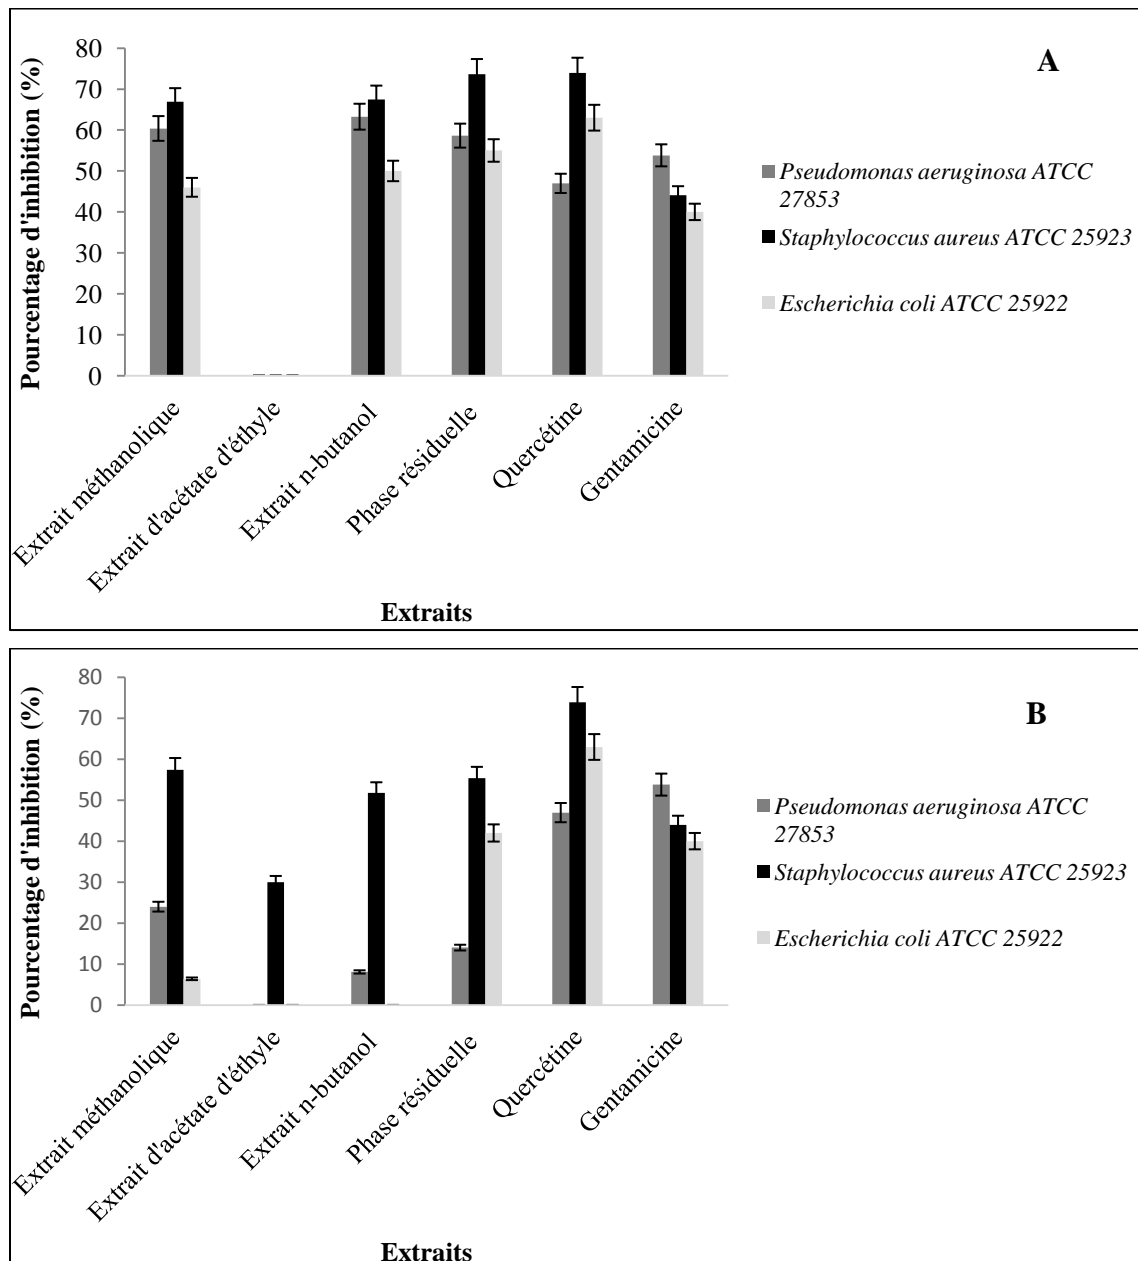 A
Pourcentage d'inhibition (%)
80
70
60
50
40
30
20
10
0
Extrait méthanolique
Extrait d'acétate d'éthyle
Extrait n-butanol
Phase résiduelle
Quercétine
Gentamicine
Extraits
Pseudomonas aeruginosa ATCC
27853
Staphylococcus aureus ATCC 25923
Escherichia coli ATCC 25922
B
Pourcentage d'inhibition (%)
80
70
60
50
40
30
20
10
0
Extrait méthanolique
Extrait d'acétate d'éthyle
Extrait n-butanol
Phase résiduelle
Quercétine
Gentamicine
Extraits
Pseudomonas aeruginosa ATCC
27853
Staphylococcus aureus ATCC 25923
Escherichia coli ATCC 25922